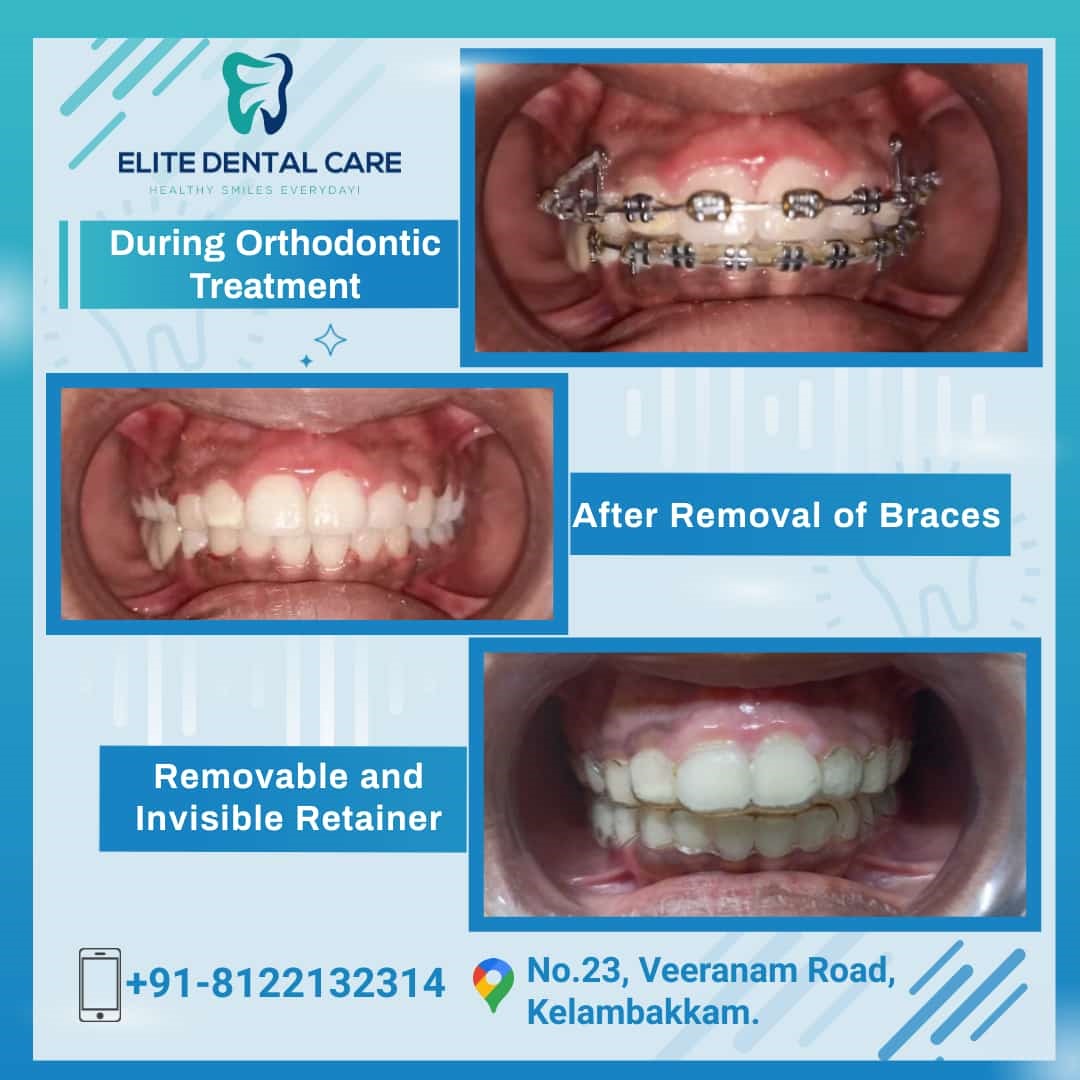 ELITE DENTAL CARE
HEALTHY SMILES EVERYDAY!
During Orthodontic
Treatment
After Removal of Braces
Removable and
Invisible Retainer
+91-8122132314
No.23, Veeranam Road,
Kelambakkam.